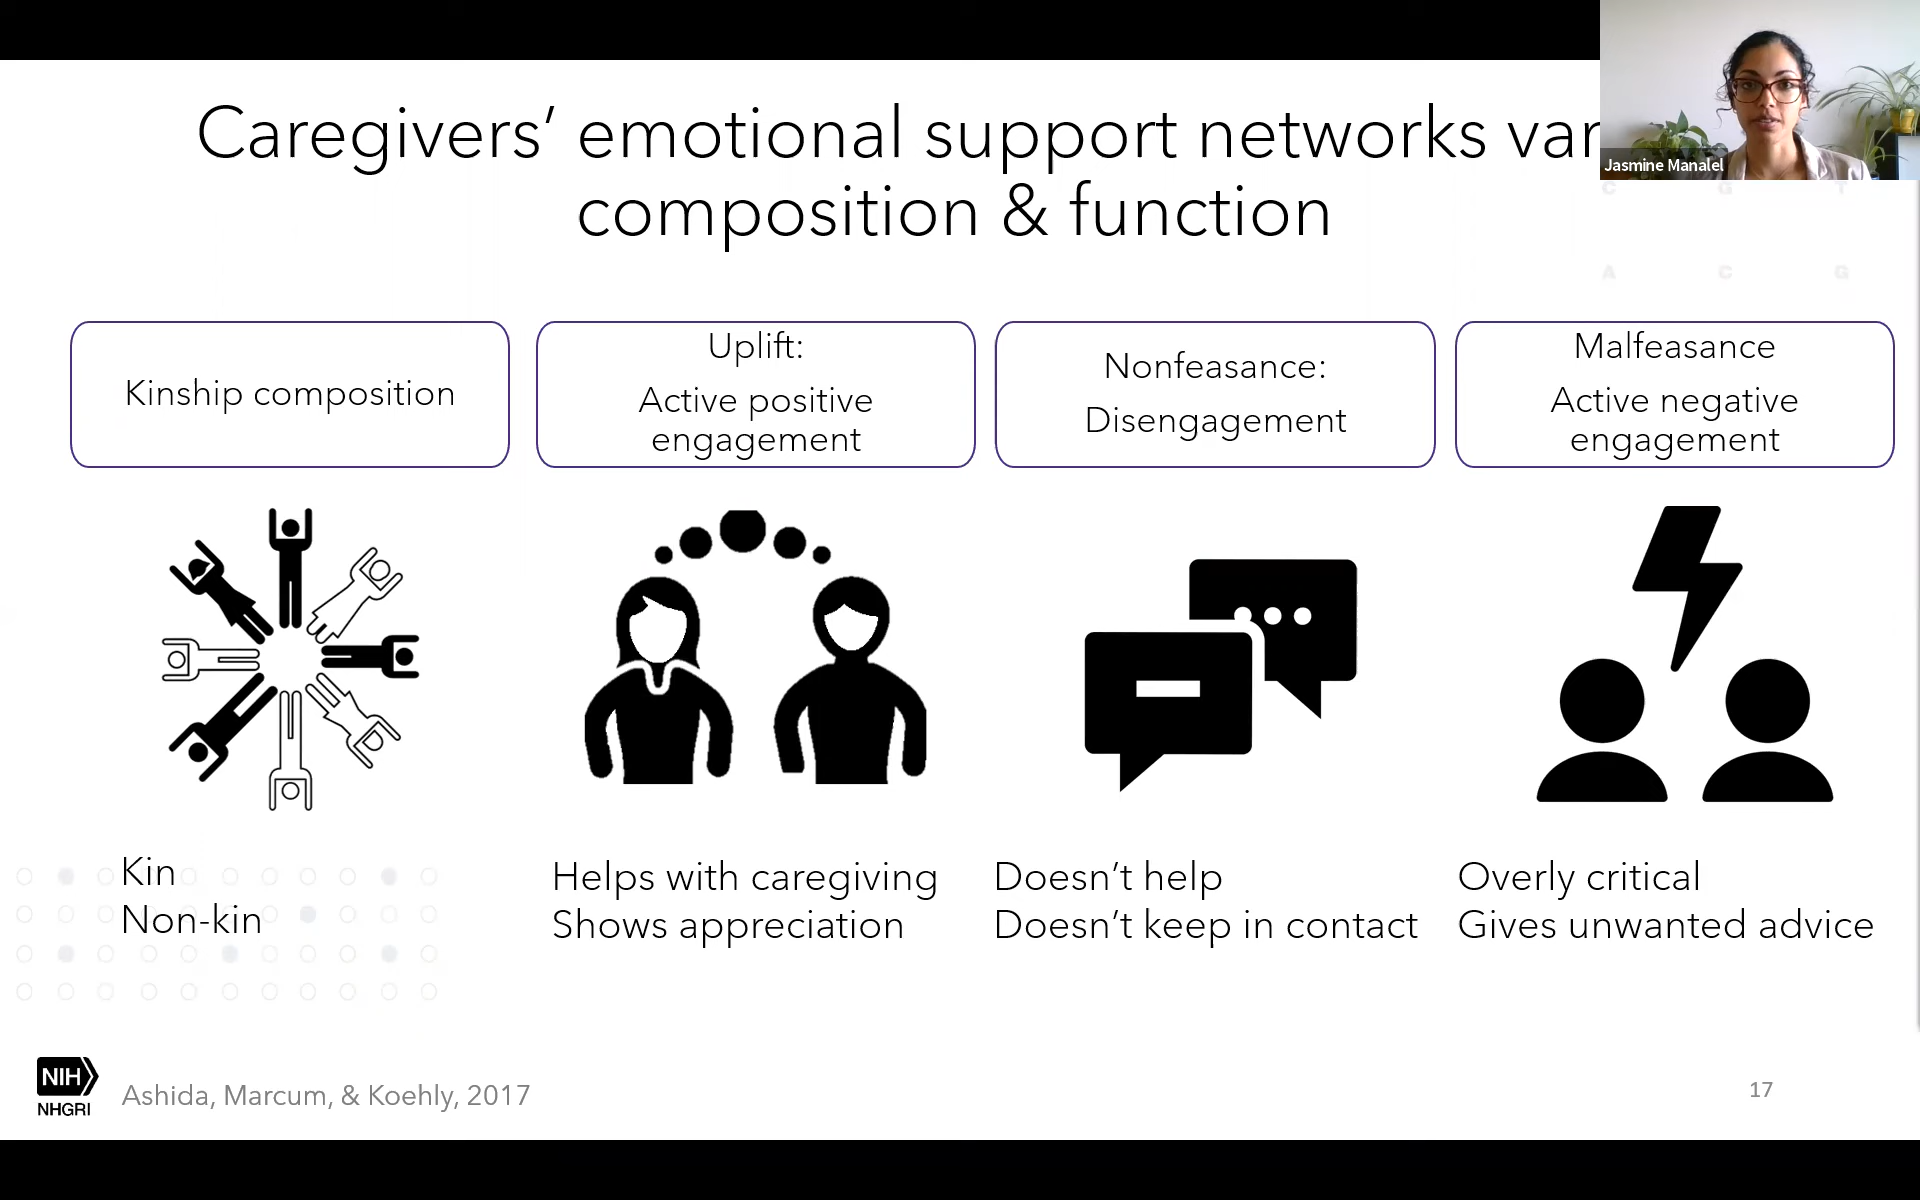 Caregivers’ emotional support networks var
composition & function
Jasmine Manalel
C G T
A C G
Kinship composition
Uplift:
Active positive
engagement
Nonfeasance:
Disengagement
Malfeasance
Active negative
engagement
Kin
Non-kin
Helps with caregiving
Shows appreciation
Doesn’t help
Doesn’t keep in contact
Overly critical
Gives unwanted advice
NIH
NHGRI
Ashida, Marcum, & Koehly, 2017
17